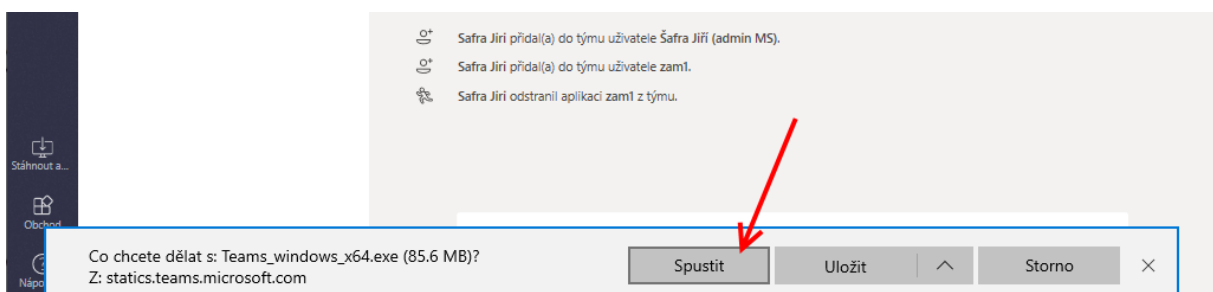 Safra Jiri přidal(a) do týmu uživatele Šafra Jiří (admin MS).
Safra Jiri přidal(a) do týmu uživatele zam1.
Safra Jiri odstranil aplikaci zam1 z týmu.
Stáhnout a...
Obchod
Co chcete dělat s: Teams_windows_x64.exe (85.6 MB)?
Spustit
Uložit
Storno
Z: statics.teams.microsoft.com
Nápo